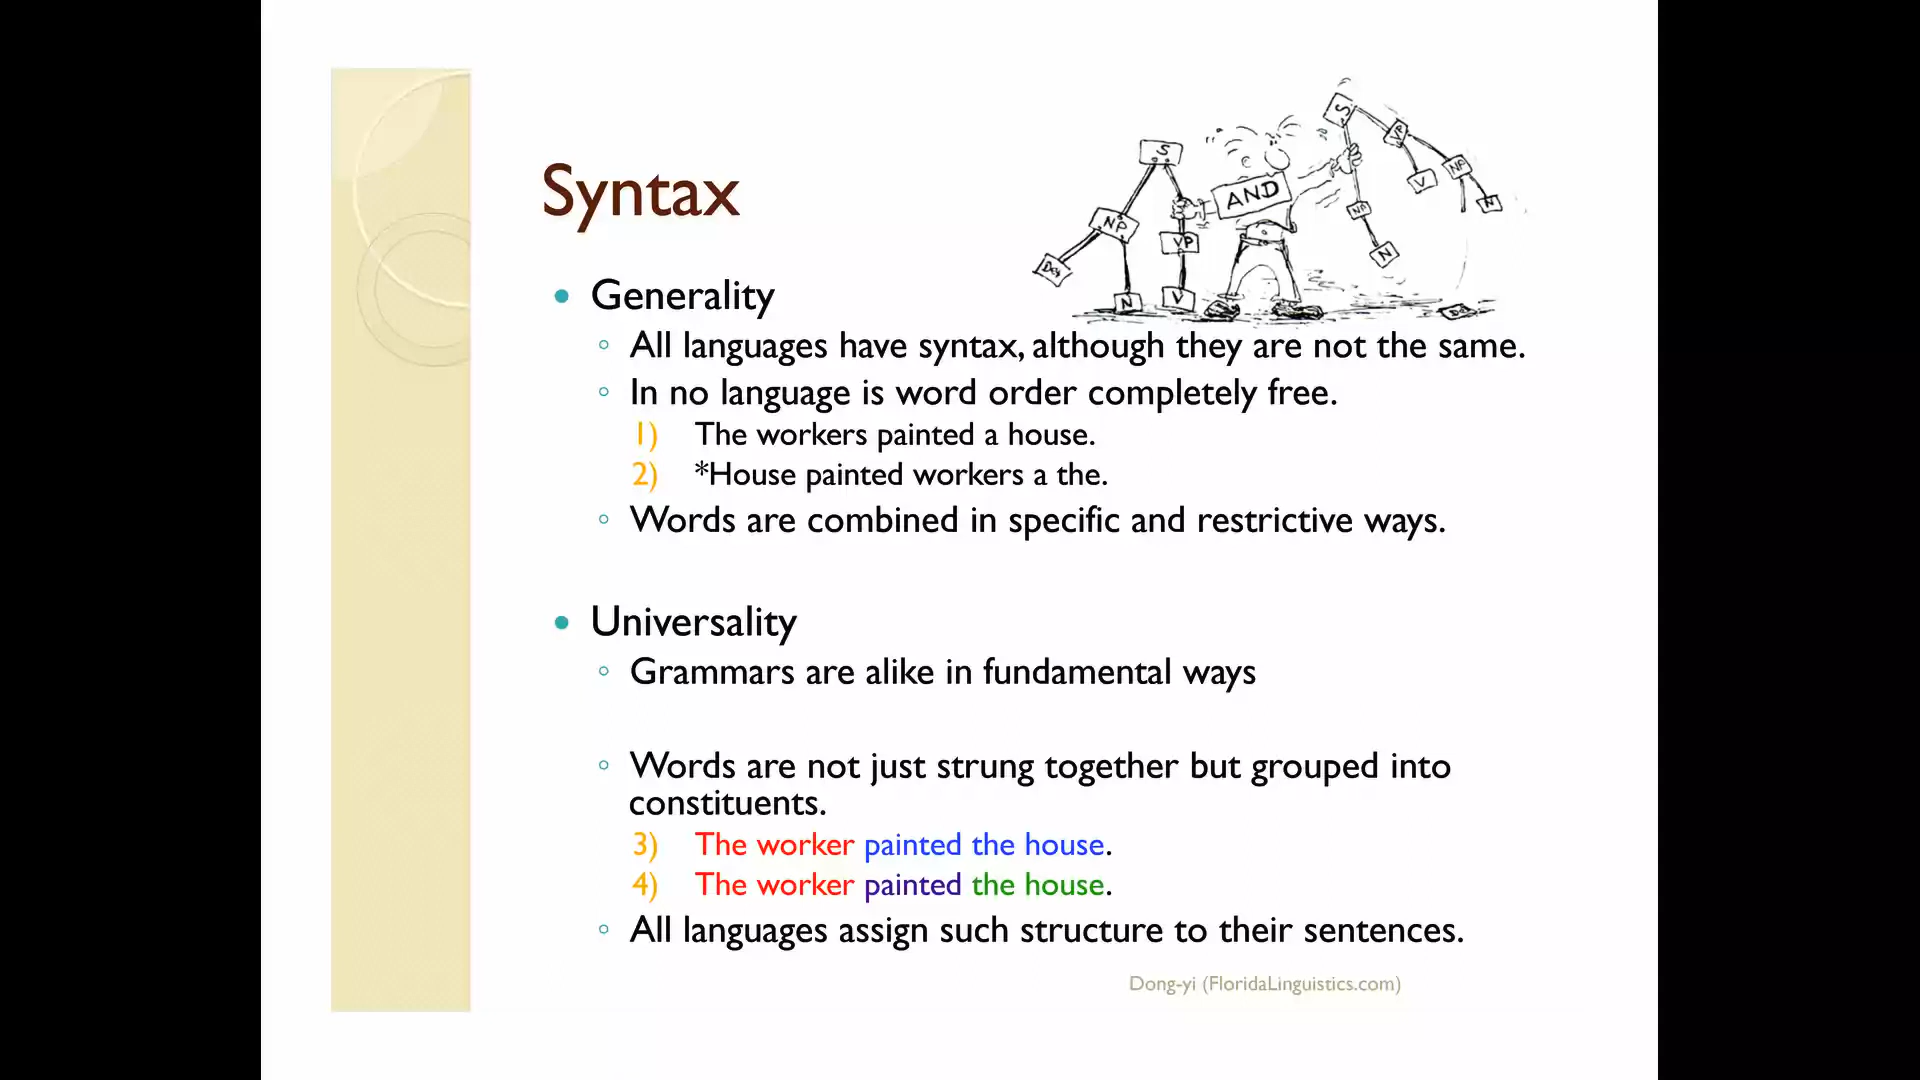 Syntax
S
NP
Det
N
VP
V
AND
S
VP
NP
V
N
NP
N
• Generality
◦ All languages have syntax, although they are not the same.
◦ In no language is word order completely free.
1) The workers painted a house.
2) *House painted workers a the.
◦ Words are combined in specific and restrictive ways.
• Universality
◦ Grammars are alike in fundamental ways
◦ Words are not just strung together but grouped into
constituents.
3) The worker painted the house.
4) The worker painted the house.
◦ All languages assign such structure to their sentences.
Dong-yi (FloridaLinguistics.com)